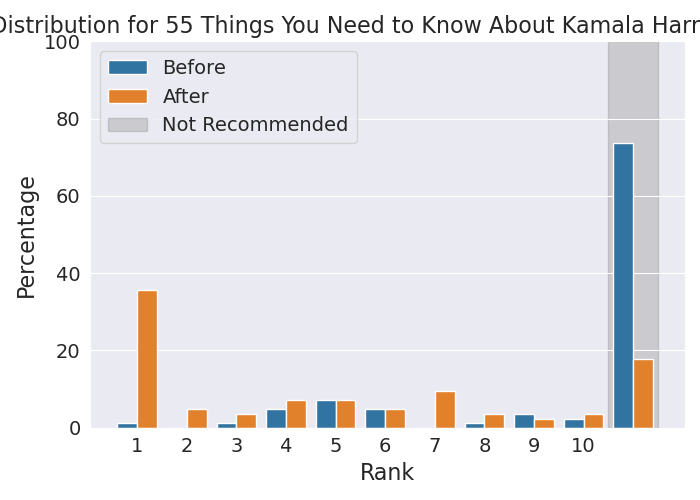 Distribution for 55 Things You Need to Know About Kamala Harr
100
80
60
40
20
0
Percentage
Before
After
Not Recommended
1 2 3 4 5 6 7 8 9 10
Rank